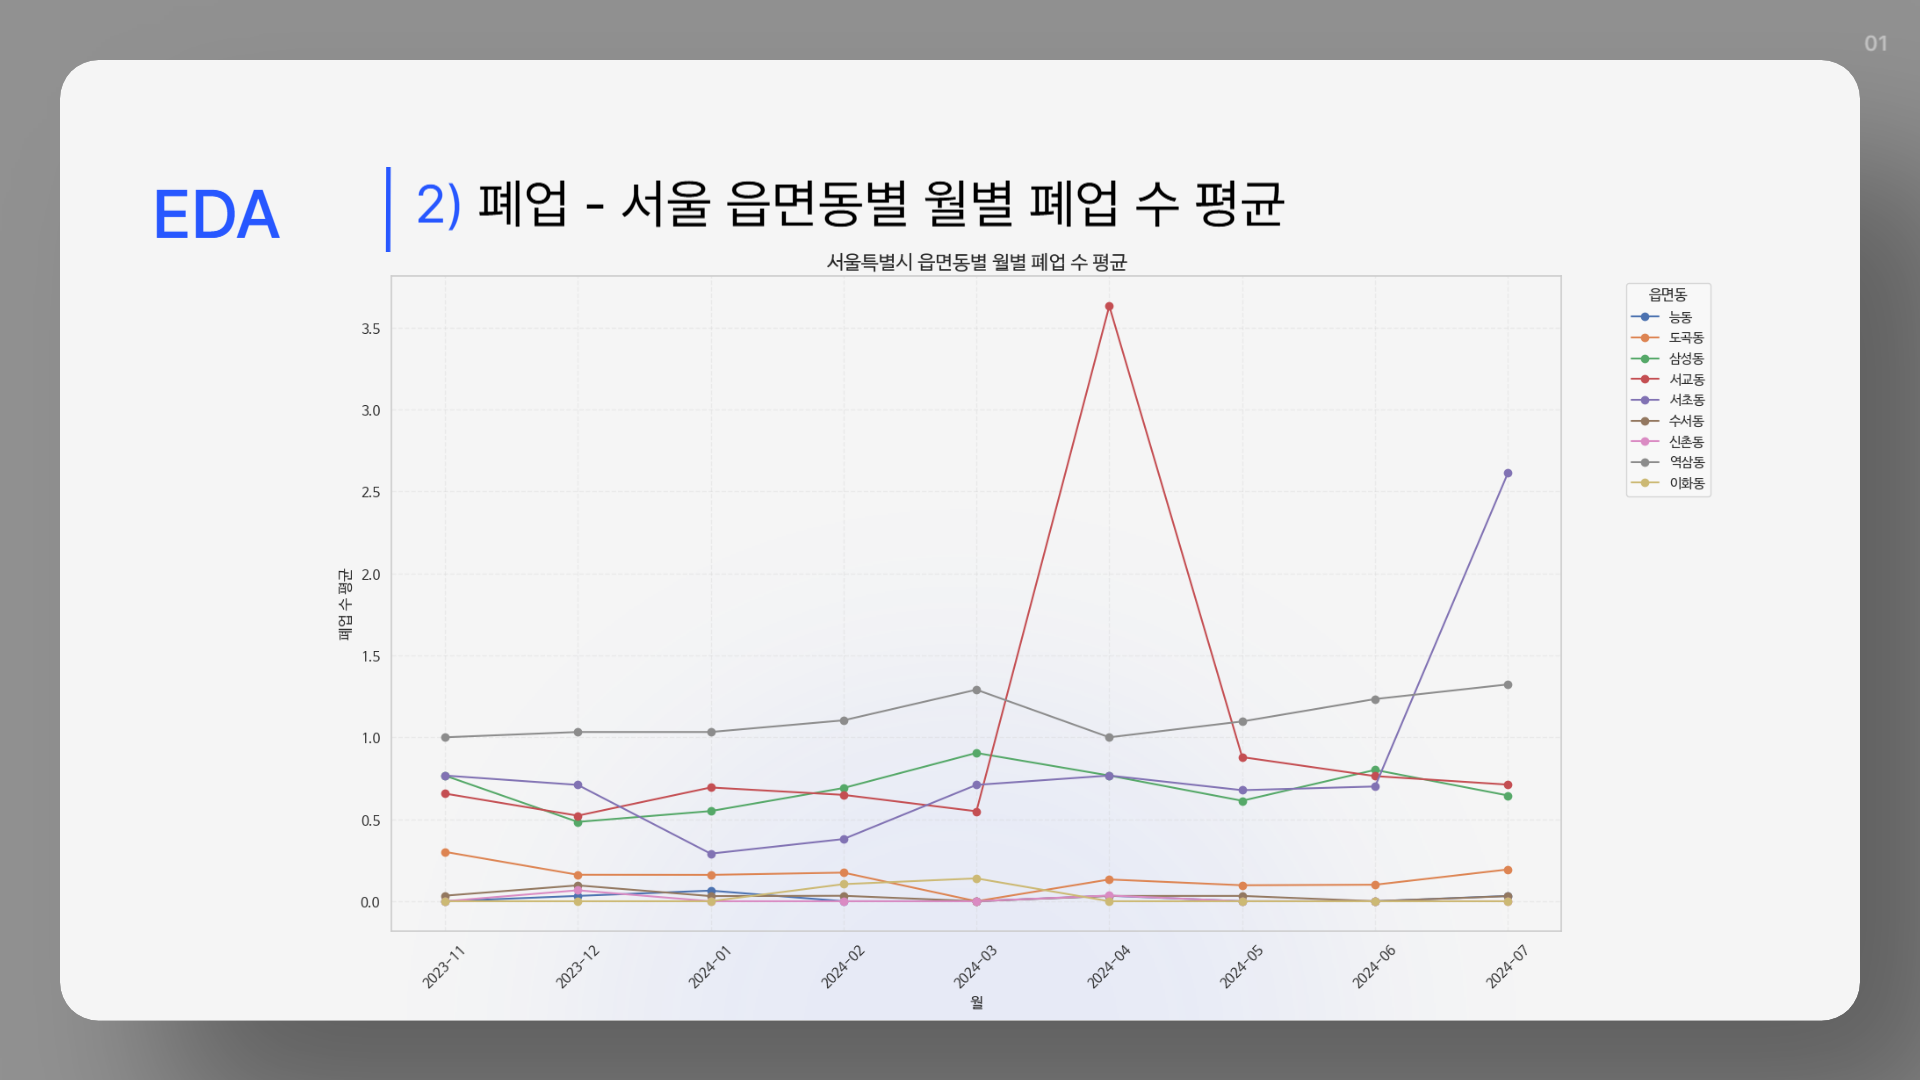 01
EDA
2) 폐업 - 서울 읍면동별 월별 폐업 수 평균
서울특별시 읍면동별 월별 폐업 수 평균
폐업 수 평균
3.5
3.0
2.5
2.0
1.5
1.0
0.5
0.0
2023-11
2023-12
2024-01
2024-02
2024-03
2024-04
2024-05
2024-06
2024-07
월
읍면동
능동
도곡동
삼성동
서교동
서초동
수서동
신촌동
역삼동
이화동